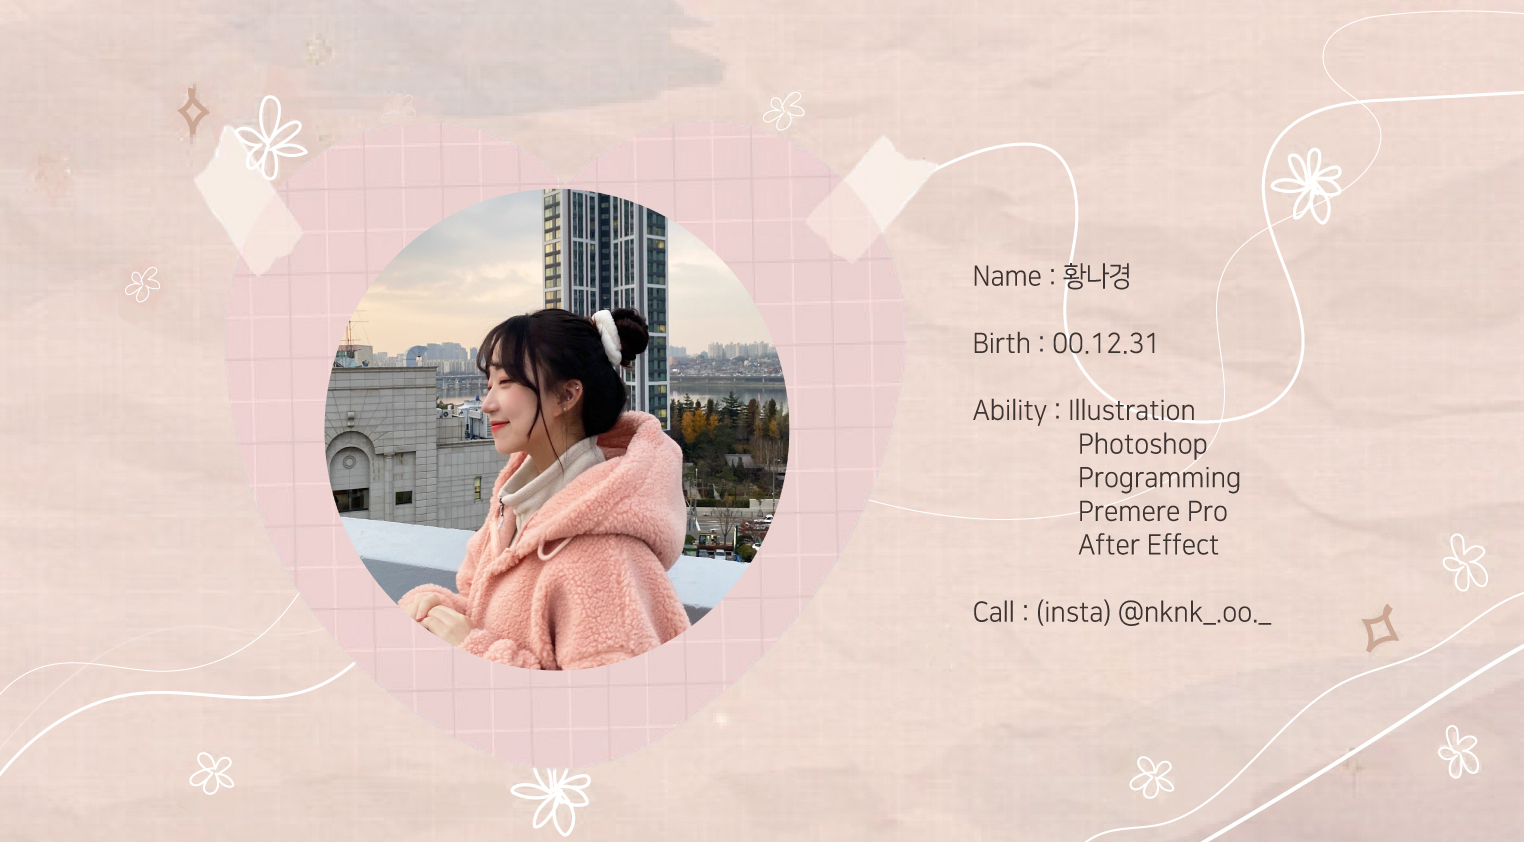 Name : 황나경
Birth : 00.12.31
Ability : Illustration
Photoshop
Programming
Premere Pro
After Effect
Call : (insta) @nknk_.oo._